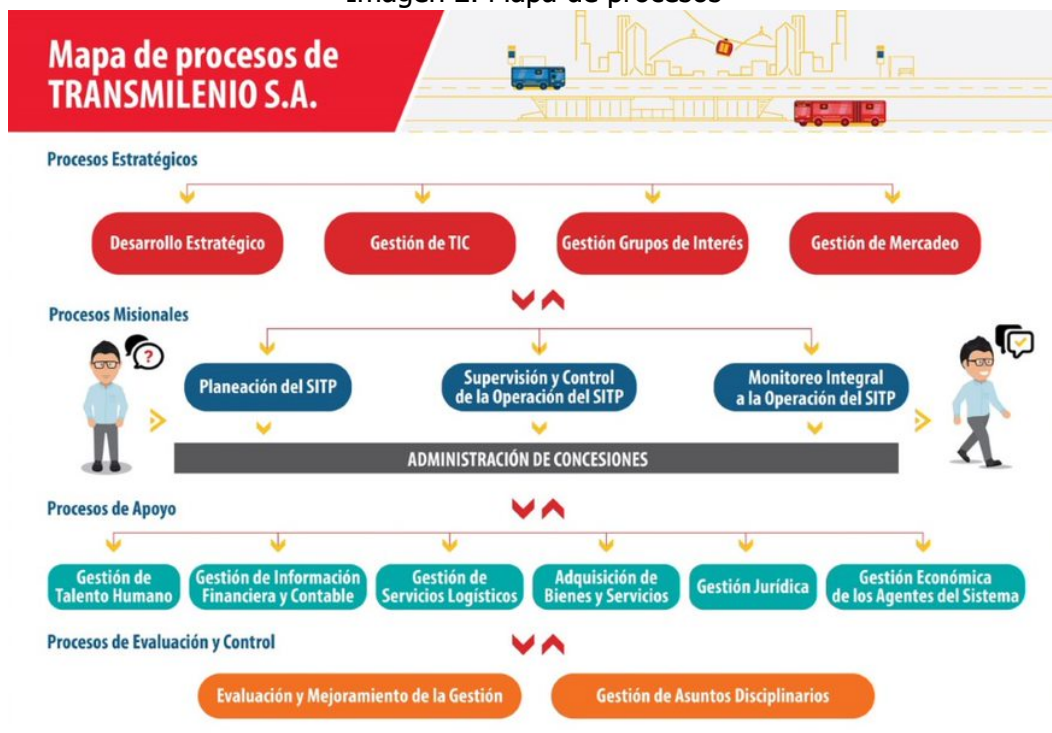 Imagen 2. Mapa de procesos
Mapa de procesos de
TRANSMILENIO S.A.
Procesos Estratégicos
Desarrollo Estratégico
Gestión de TIC
Gestión Grupos de Interés
Gestión de Mercadeo
Procesos Misionales
?
Planeación del SITP
Supervisión y Control
de la Operación del SITP
Monitoreo Integral
a la Operación del SITP
ADMINISTRACIÓN DE CONCESIONES
Procesos de Apoyo
Gestión de
Talento Humano
Gestión de Información
Financiera y Contable
Gestión de
Servicios Logísticos
Adquisición de
Bienes y Servicios
Gestión Jurídica
Gestión Económica
de los Agentes del Sistema
Procesos de Evaluación y Control
Evaluación y Mejoramiento de la Gestión
Gestión de Asuntos Disciplinarios